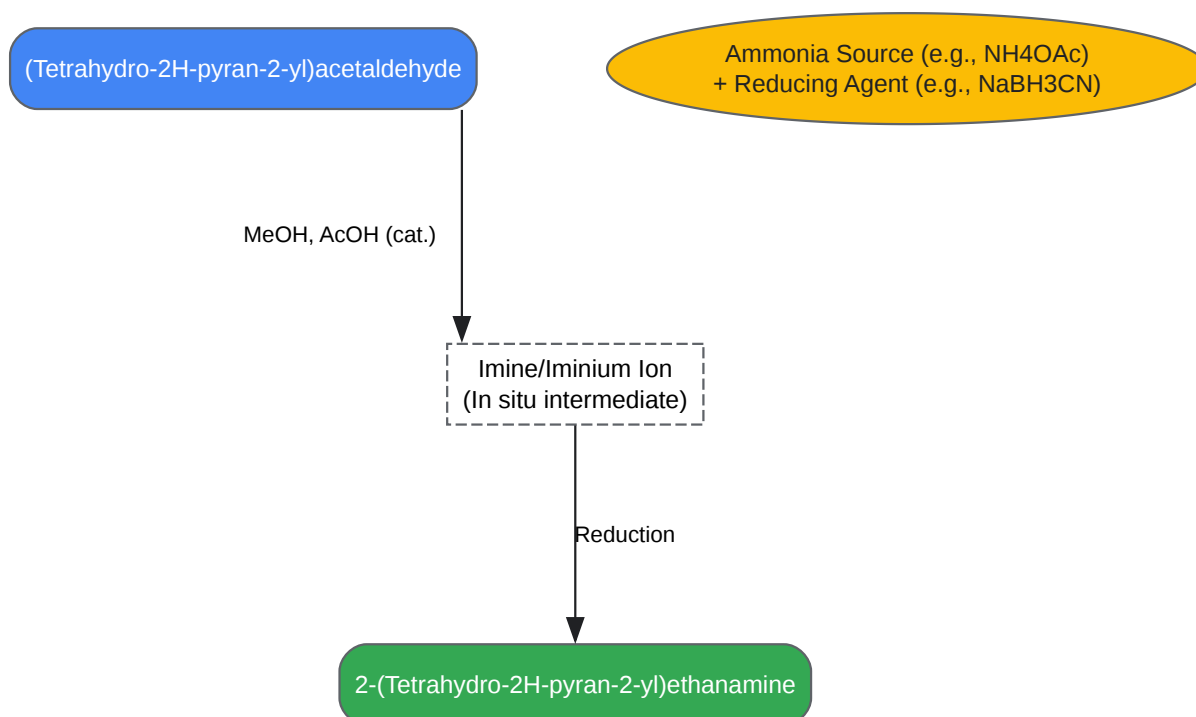 (Tetrahydro-2H-pyran-2-yl)acetaldehyde
Ammonia Source (e.g., NH4OAc)
+ Reducing Agent (e.g., NaBH3CN)
MeOH, AcOH (cat.)
Imine/Iminium Ion
(In situ intermediate)
Reduction
2-(Tetrahydro-2H-pyran-2-yl)ethanamine